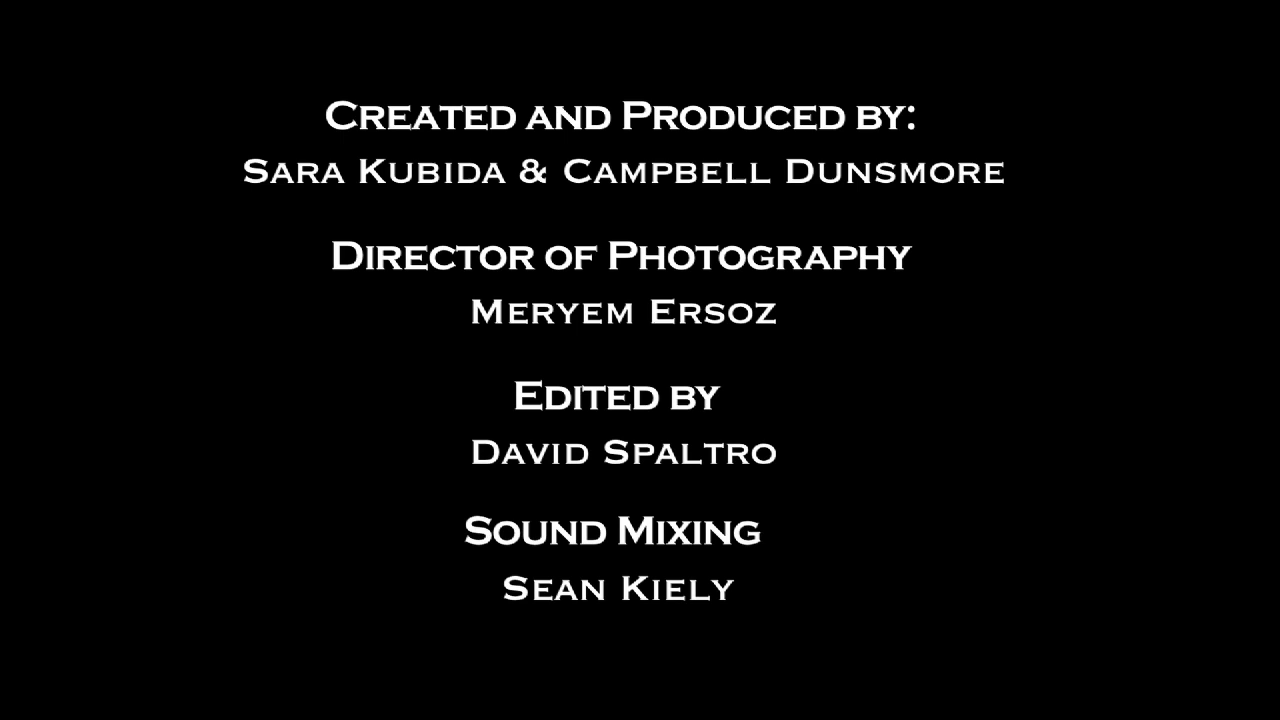 Created and Produced by:
Sara Kubida & Campbell Dunsmore
Director of Photography
Meryem Ersoz
Edited by
David Spaltro
Sound Mixing
Sean Kiely